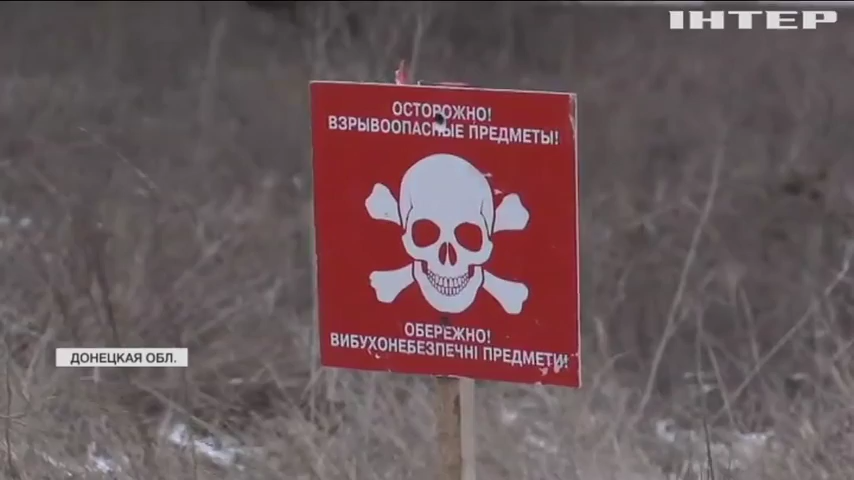 ІНТЕР
ОСТОРОЖНО!
ВЗРЫВООПАСНЫЕ ПРЕДМЕТЫ!
ОБЕРЕЖНО!
ВИБУХОНЕБЕЗПЕЧНІ ПРЕДМЕТИ!
ДОНЕЦКАЯ ОБЛ.